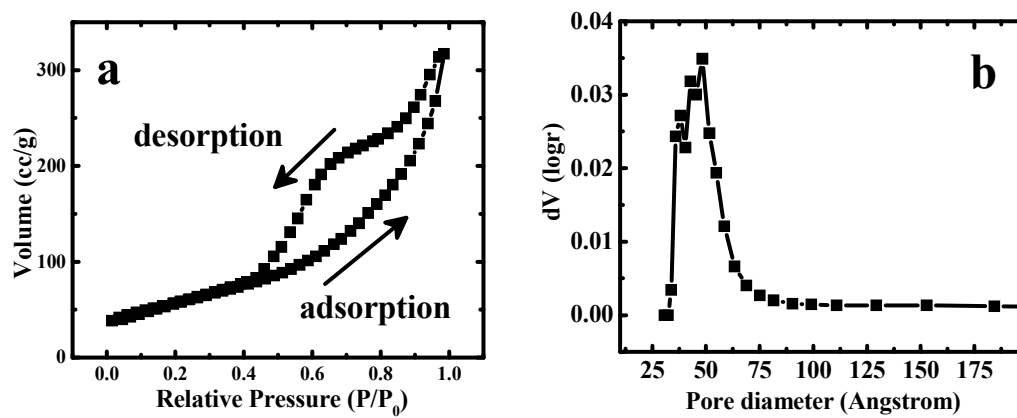 a
desorption
adsorption
Volume (cc/g)
300
200
100
0
0.0 0.2 0.4 0.6 0.8 1.0
Relative Pressure (P/P0)
b
dV (logr)
0.04
0.03
0.02
0.01
0.00
25 50 75 100 125 150 175
Pore diameter (Angstrom)